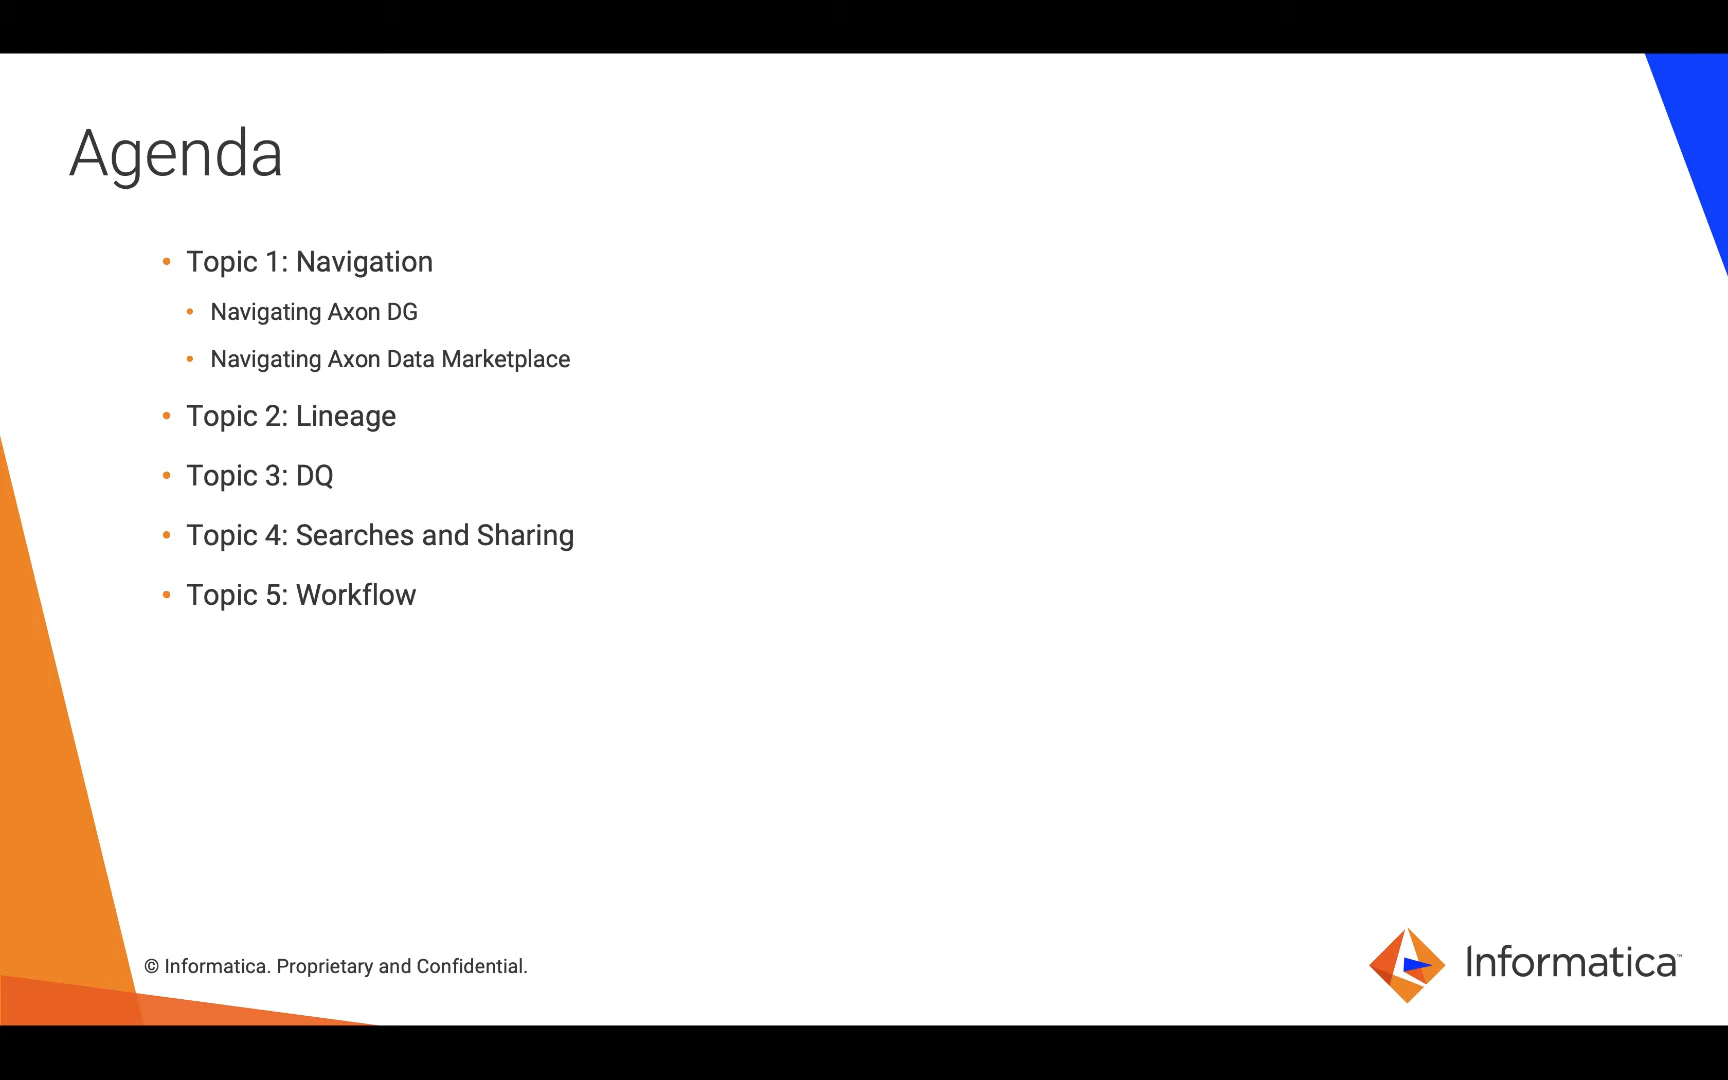 Agenda
• Topic 1: Navigation
• Navigating Axon DG
• Navigating Axon Data Marketplace
• Topic 2: Lineage
• Topic 3: DQ
• Topic 4: Searches and Sharing
• Topic 5: Workflow
© Informatica. Proprietary and Confidential.
Informatica™